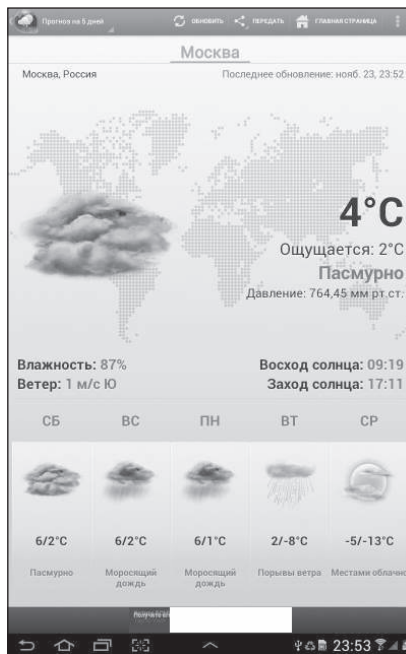 Прогноз на 5 дней
ОБНОВИТЬ
ПЕРЕДАТЬ
ГЛАВНАЯ СТРАНИЦА
Москва
Москва, Россия
Последнее обновление: нояб. 23, 23:52
4°C
Ощущается: 2°C
Пасмурно
Давление: 764,45 мм рт.ст.
Влажность: 87%
Восход солнца: 09:19
Ветер: 1 м/с Ю
Заход солнца: 17:11
СБ ВС ПН ВТ СР
6/2°C 6/2°C 6/1°C 2/-8°C -5/-13°C
Пасмурно Моросящий Моросящий Порывы ветра Местами облачно
дождь дождь
23:53